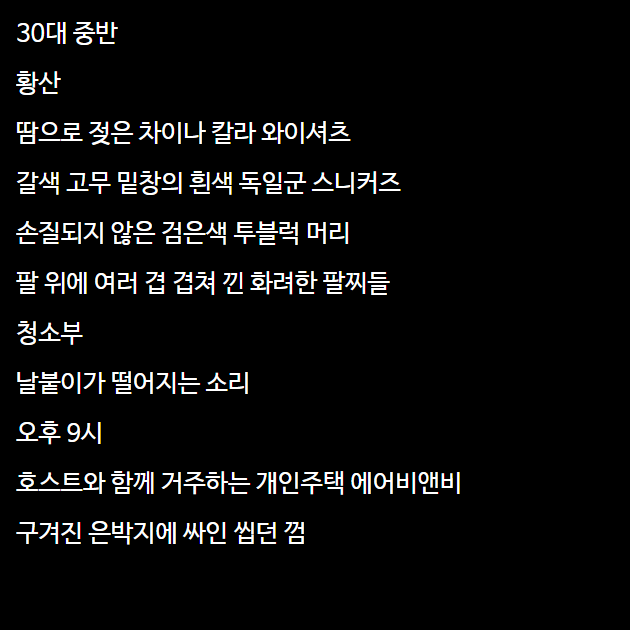 30대 중반
황산
땀으로 젖은 차이나 칼라 와이셔츠
갈색 고무 밑창의 흰색 독일군 스니커즈
손질되지 않은 검은색 투블럭 머리
팔 위에 여러 겹 겹쳐 낀 화려한 팔찌들
청소부
날붙이가 떨어지는 소리
오후 9시
호스트와 함께 거주하는 개인주택 에어비앤비
구겨진 은박지에 싸인 씹던 껌